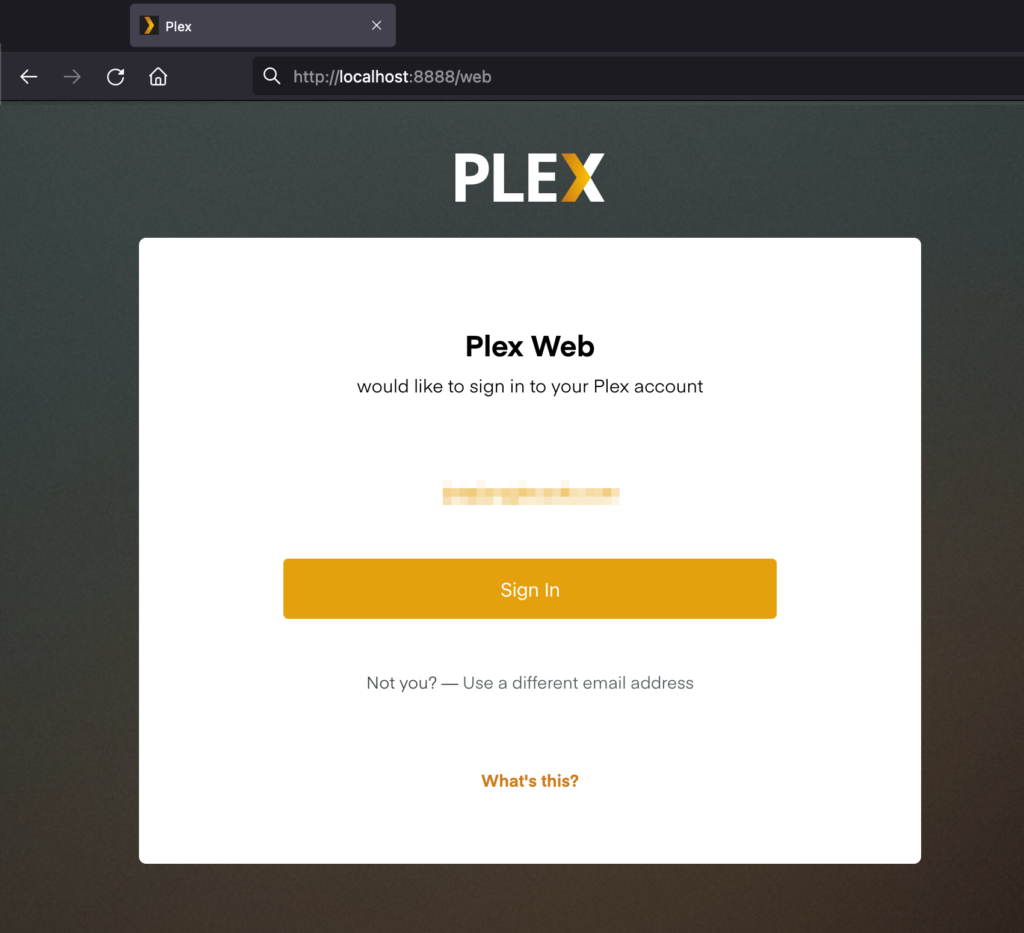 Plex
http://localhost:8888/web
PLEX
Plex Web
would like to sign in to your Plex account
Sign In
Not you? — Use a different email address
What's this?